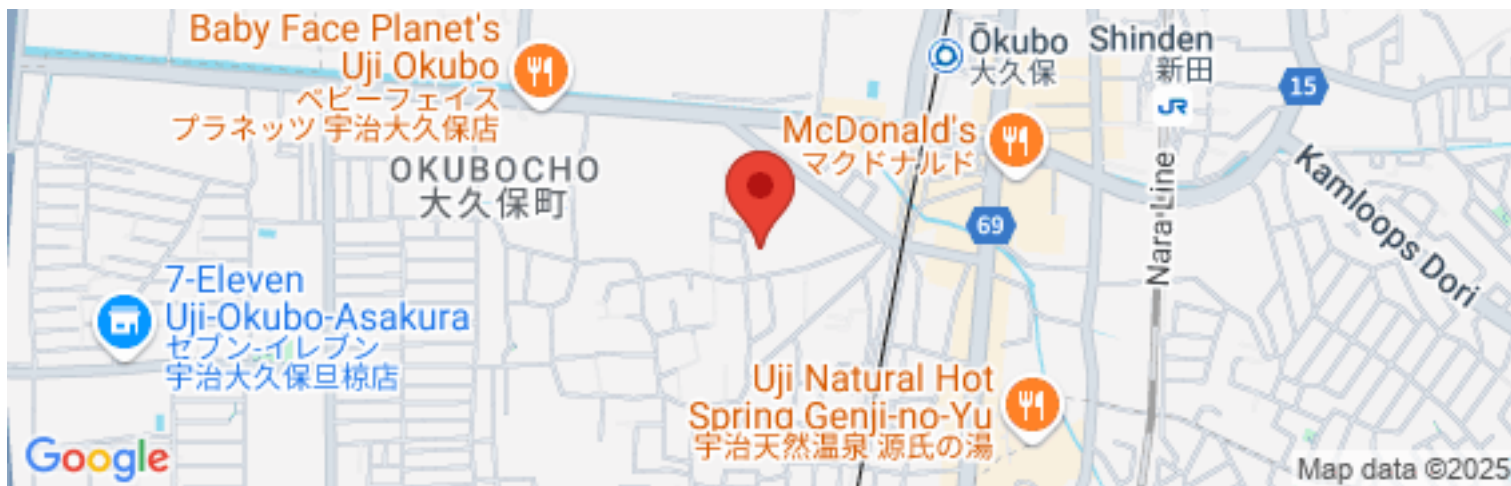 Baby Face Planet's
Uji Okubo
ベビーフェイス
プラネッツ 宇治大久保店
Ōkubo
大久保
Shinden
新田
JR
15
McDonald's
マクドナルド
OKUBOCHO
大久保町
69
Nara Line
Kamloops Dori
7-Eleven
Uji-Okubo-Asakura
セブン-イレブン
宇治大久保旦椋店
Uji Natural Hot
Spring Genji-no-Yu
宇治天然温泉 源氏の湯
Google
Map data ©2025